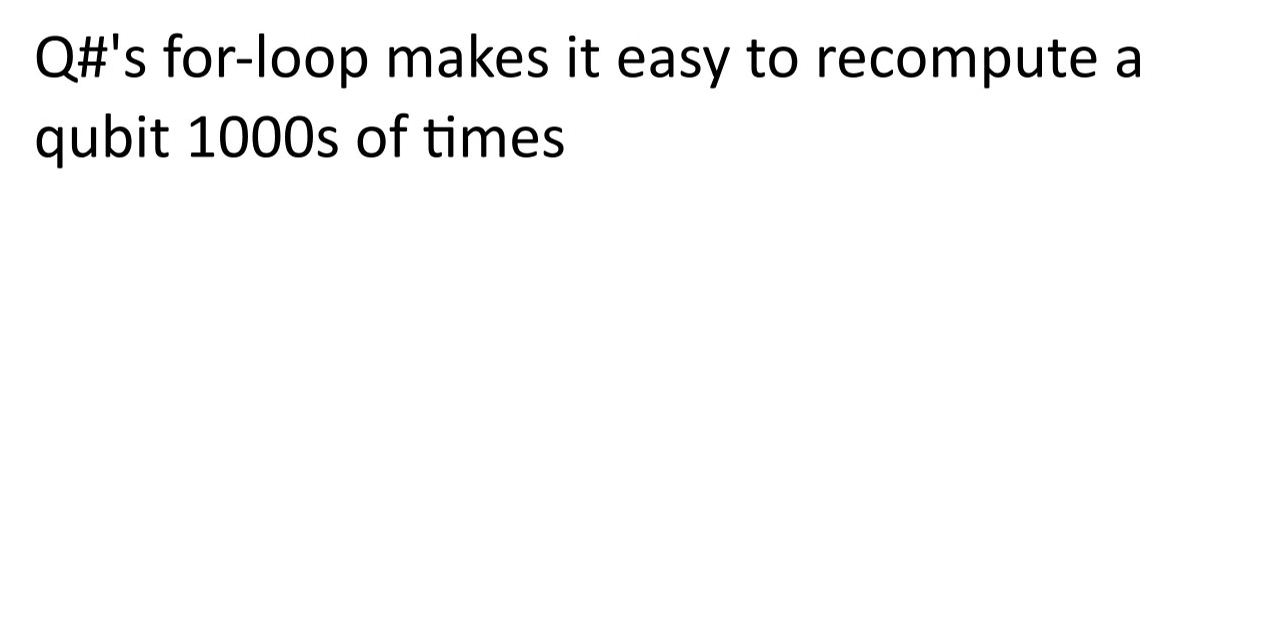 Q#'s for-loop makes it easy to recompute a
qubit 1000s of times